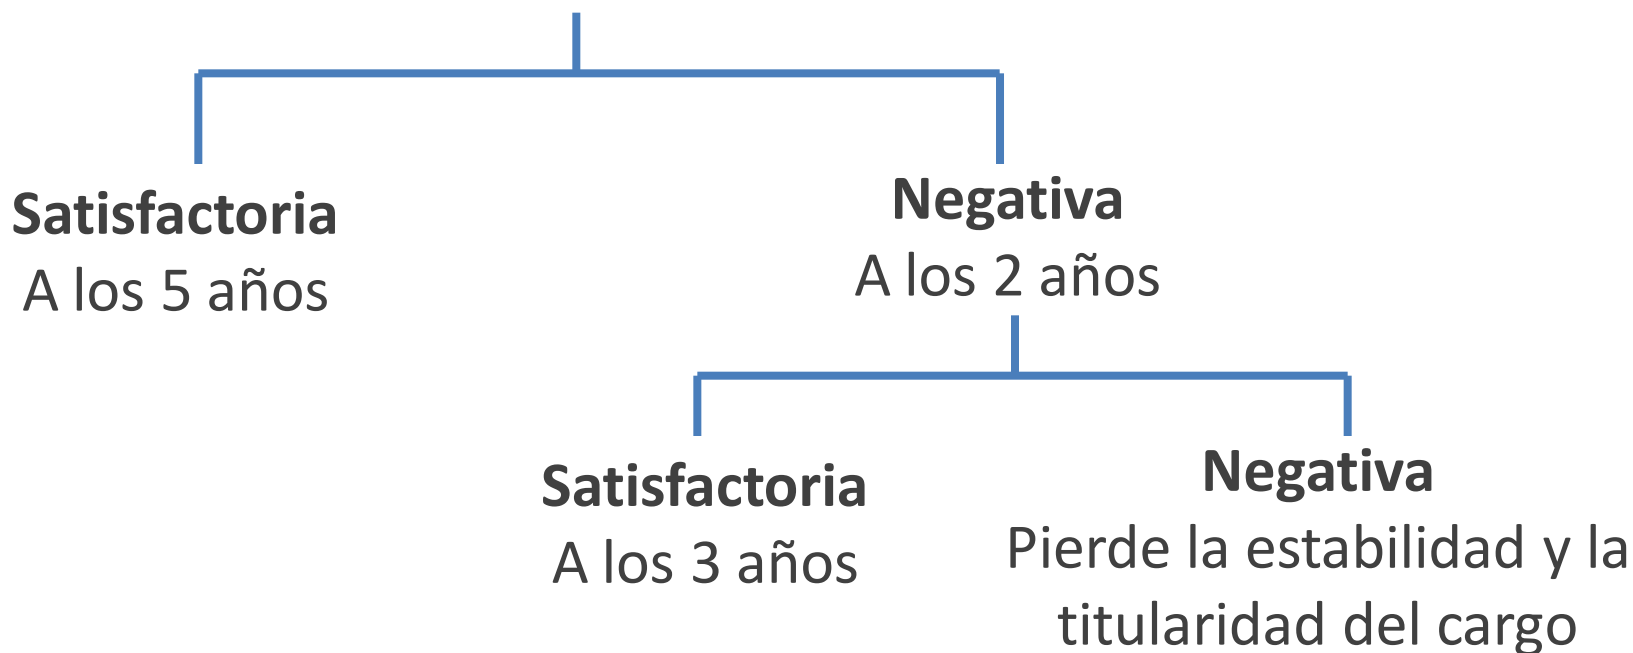 Satisfactoria
A los 5 años
Negativa
A los 2 años
Satisfactoria
A los 3 años
Negativa
Pierde la estabilidad y la
titularidad del cargo